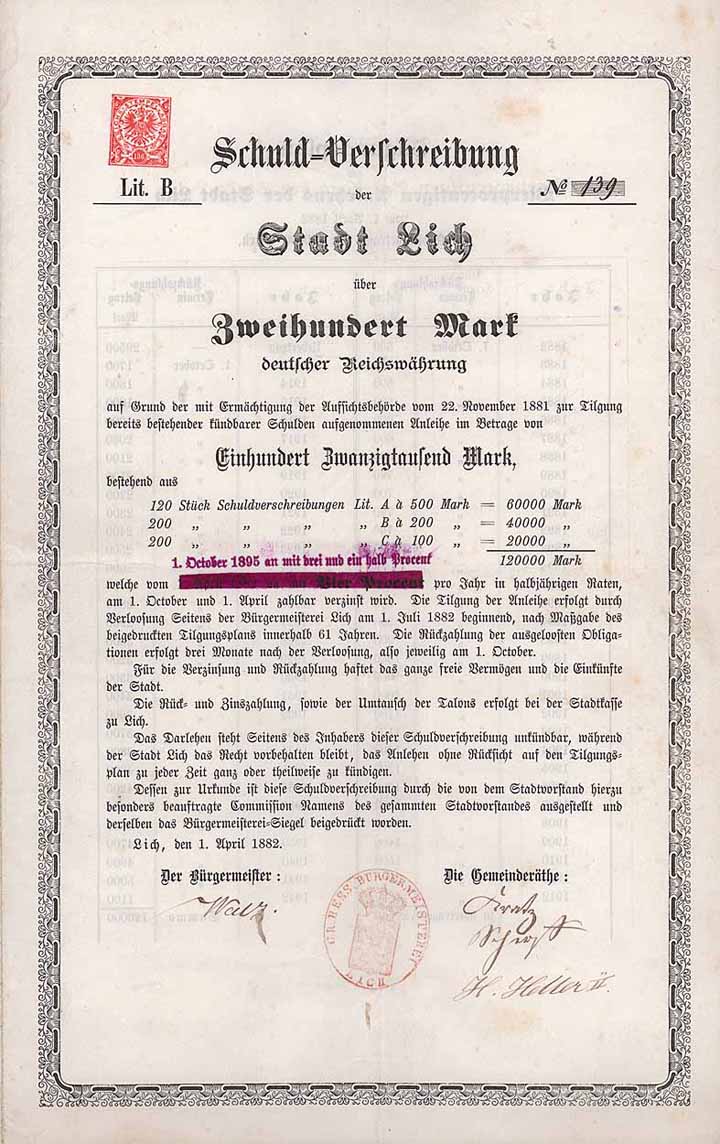 Schuld-Verschreibung
Lit. B
№ 139
der
Stadt Lich
über
Zweihundert Mark
deutscher Reichswährung
auf Grund der mit Ermächtigung der Aufsichtsbehörde vom 22. November 1881 zur Tilgung
bereits bestehender kündbarer Schulden aufgenommenen Anleihe im Betrage von
Einhundert Zwanzigtausend Mark,
bestehend aus
120 Stück Schuldverschreibungen Lit. A à 500 Mark = 60000 Mark
200 „ „ „ „ B à 200 „ = 40000 „
200 „ „ „ „ C à 100 „ = 20000 „
1. October 1895 an mit drei und ein halb Procent 120000 Mark
welche vom Vier Procent pro Jahr in halbjährigen Raten,
am 1. October und 1. April zahlbar verzinst wird. Die Tilgung der Anleihe erfolgt durch
Verloosung Seitens der Bürgermeisterei Lich am 1. Juli 1882 beginnend, nach Maßgabe des
beigedruckten Tilgungsplans innerhalb 61 Jahren. Die Rückzahlung der ausgeloosten Obliga-
tionen erfolgt drei Monate nach der Verloosung, also jeweilig am 1. October.
Für die Verzinsung und Rückzahlung haftet das ganze freie Vermögen und die Einkünfte
der Stadt.
Die Rück- und Zinszahlung, sowie der Umtausch der Talons erfolgt bei der Stadtkasse
zu Lich.
Das Darlehen steht Seitens des Inhabers dieser Schuldverschreibung unkündbar, während
der Stadt Lich das Recht vorbehalten bleibt, das Anlehen ohne Rücksicht auf den Tilgungs-
plan zu jeder Zeit ganz oder theilweise zu kündigen.
Dessen zur Urkunde ist diese Schuldverschreibung durch die von dem Stadtvorstand hierzu
besonders beauftragte Commission Namens des gesammten Stadtvorstandes ausgestellt und
derselben das Bürgermeisterei-Siegel beigedrückt worden.
Lich, den 1. April 1882.
Der Bürgermeister:
Die Gemeinderäthe:
Walz.
GR. HESS. BÜRGERMEISTEREI
LICH
H. Heller II